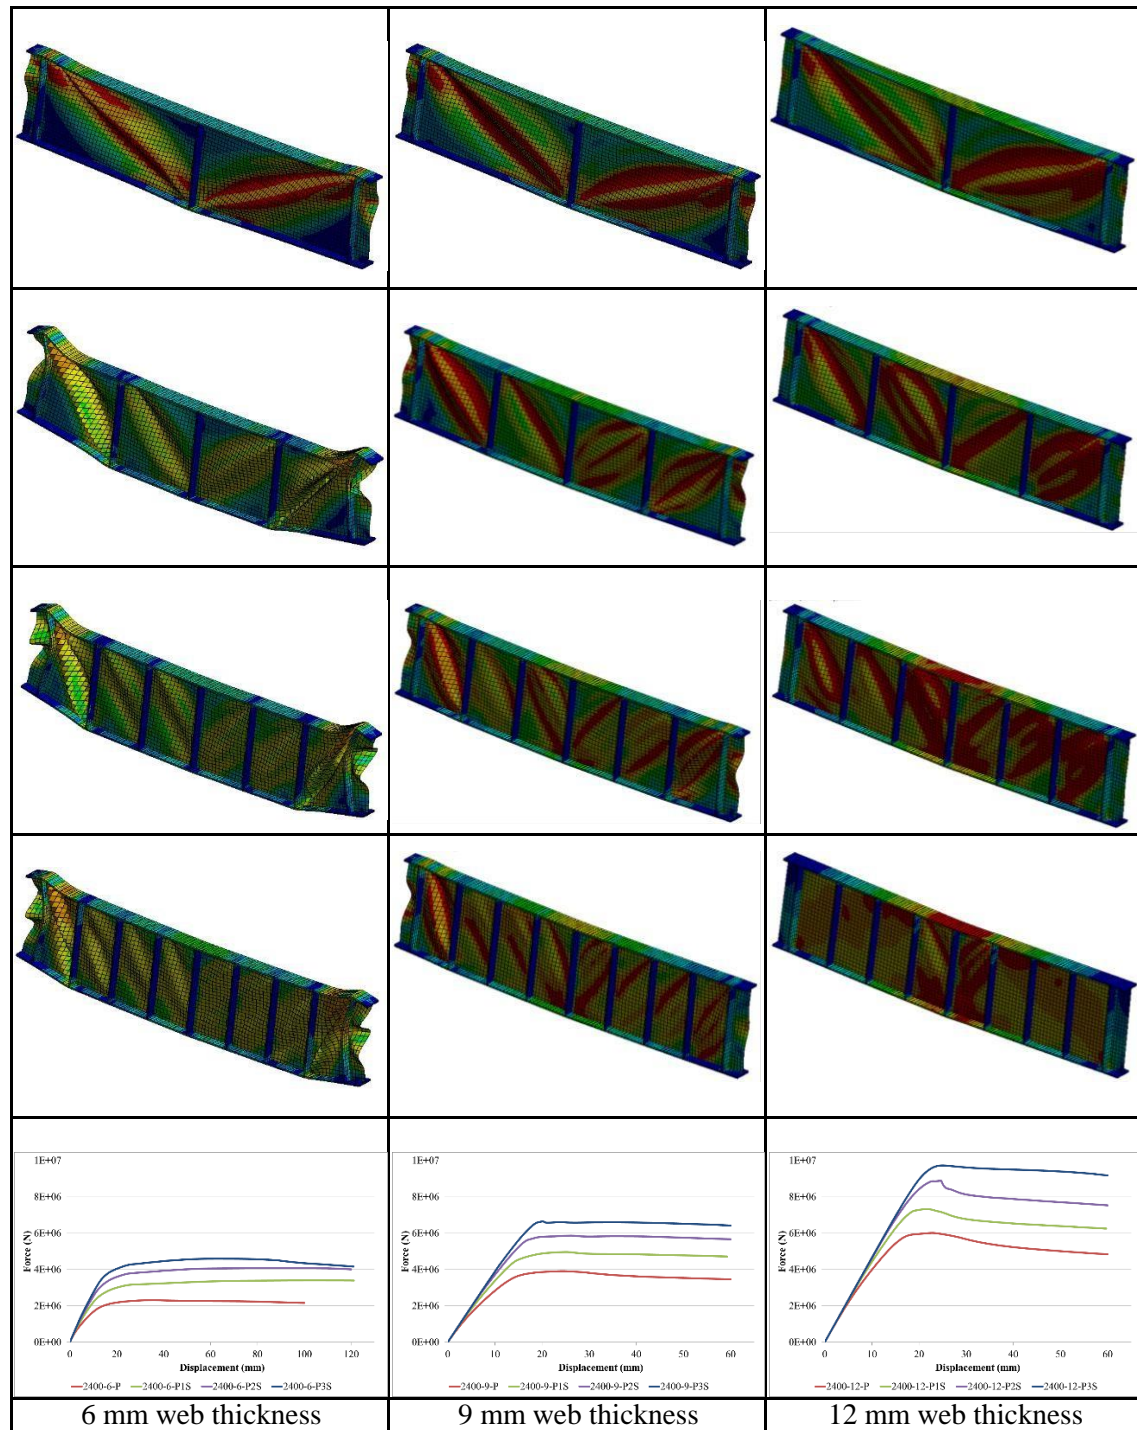 1E+07
8E+06
6E+06
4E+06
2E+06
0E+00
Force (N)
0 20 40 60 80 100 120
Displacement (mm)
2400-6-P 2400-6-P1S 2400-6-P2S 2400-6-P3S
1E+07
8E+06
6E+06
4E+06
2E+06
0E+00
Force (N)
0 10 20 30 40 50 60
Displacement (mm)
2400-9-P 2400-9-P1S 2400-9-P2S 2400-9-P3S
1E+07
8E+06
6E+06
4E+06
2E+06
0E+00
Force (N)
0 10 20 30 40 50 60
Displacement (mm)
2400-12-P 2400-12-P1S 2400-12-P2S 2400-12-P3S
6 mm web thickness
9 mm web thickness
12 mm web thickness